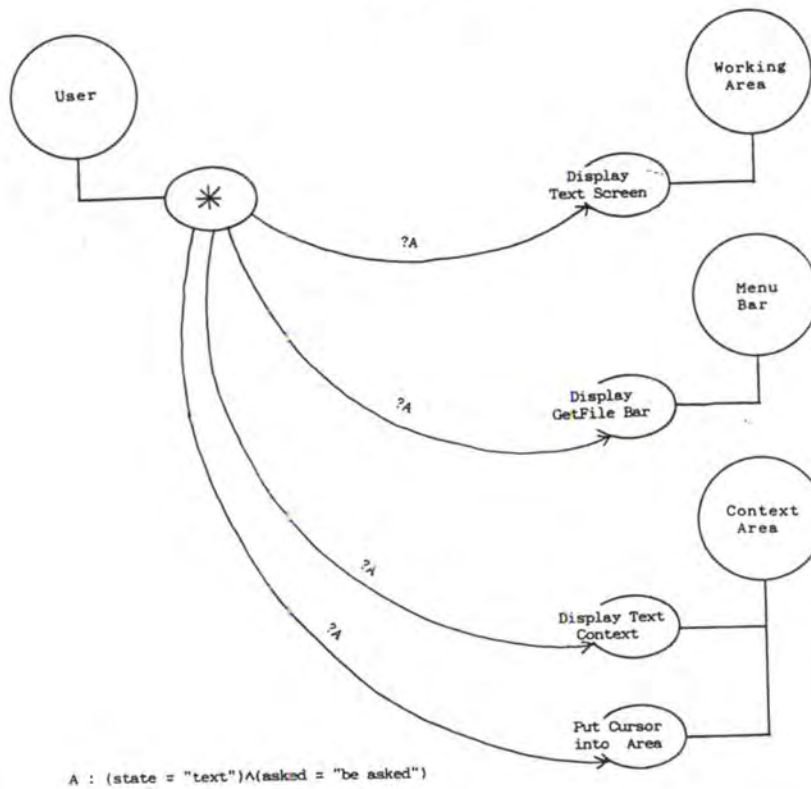 User
*
Working
Area
Display
Text Screen
?A
Menu
Bar
Display
GetFile Bar
?A
Context
Area
?A
Display Text
Context
?A
Put Cursor
into Area
A : (state = "text")∧(asked = "be asked")